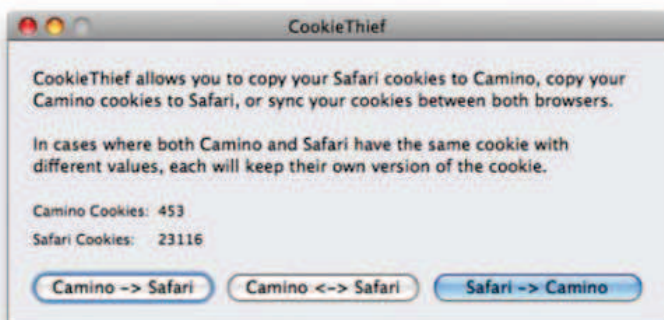 CookieThief
CookieThief allows you to copy your Safari cookies to Camino, copy your
Camino cookies to Safari, or sync your cookies between both browsers.
In cases where both Camino and Safari have the same cookie with
different values, each will keep their own version of the cookie.
Camino Cookies: 453
Safari Cookies: 23116
Camino -> Safari Camino <-> Safari Safari -> Camino